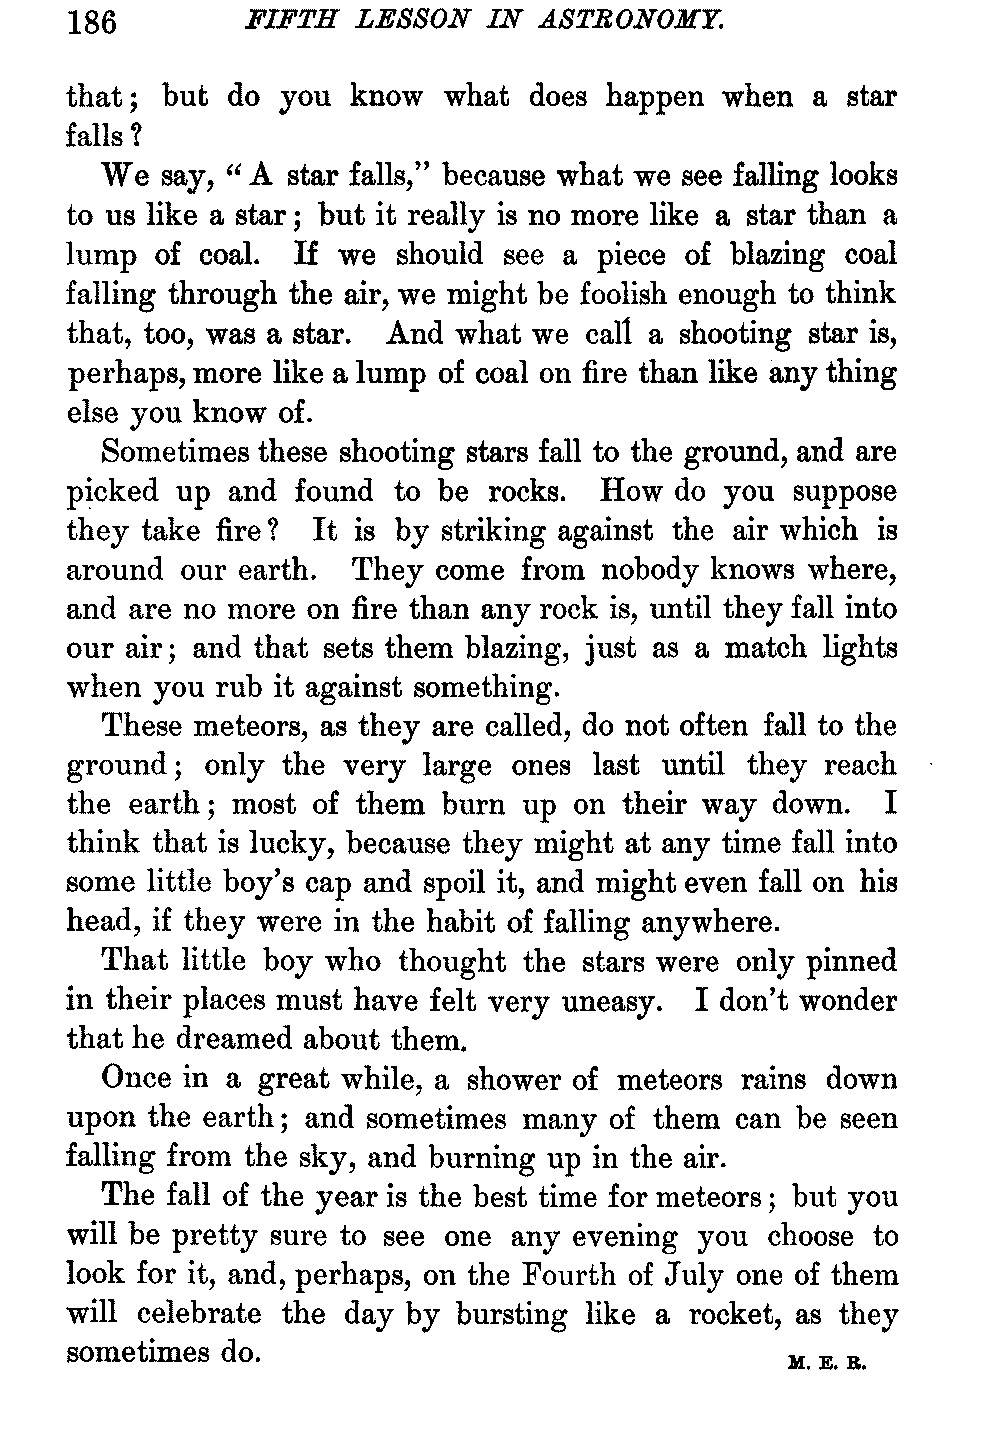 186 FIFTH LESSON IN ASTRONOMY.
that; but do you know what does happen when a star
falls?
We say, "A star falls," because what we see falling looks
to us like a star; but it really is no more like a star than a
lump of coal. If we should see a piece of blazing coal
falling through the air, we might be foolish enough to think
that, too, was a star. And what we call a shooting star is,
perhaps, more like a lump of coal on fire than like any thing
else you know of.
Sometimes these shooting stars fall to the ground, and are
picked up and found to be rocks. How do you suppose
they take fire? It is by striking against the air which is
around our earth. They come from nobody knows where,
and are no more on fire than any rock is, until they fall into
our air; and that sets them blazing, just as a match lights
when you rub it against something.
These meteors, as they are called, do not often fall to the
ground; only the very large ones last until they reach
the earth; most of them burn up on their way down. I
think that is lucky, because they might at any time fall into
some little boy's cap and spoil it, and might even fall on his
head, if they were in the habit of falling anywhere.
That little boy who thought the stars were only pinned
in their places must have felt very uneasy. I don't wonder
that he dreamed about them.
Once in a great while, a shower of meteors rains down
upon the earth; and sometimes many of them can be seen
falling from the sky, and burning up in the air.
The fall of the year is the best time for meteors; but you
will be pretty sure to see one any evening you choose to
look for it, and, perhaps, on the Fourth of July one of them
will celebrate the day by bursting like a rocket, as they
sometimes do.
M. E. R.